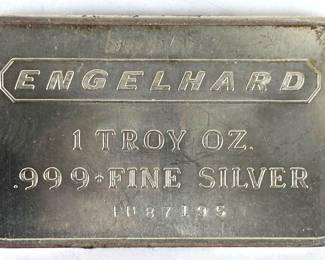 ENGELHARD
1 TROY OZ.
.999+FINE SILVER